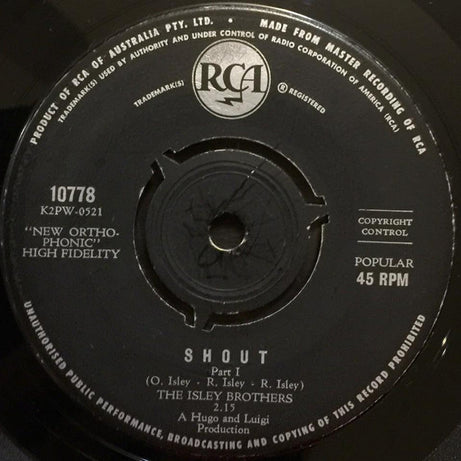 PRODUCT OF RCA OF AUSTRALIA PTY. LTD. • MADE FROM MASTER RECORDING OF RCA
TRADEMARK(S) USED BY AUTHORITY AND UNDER CONTROL OF RADIO CORPORATION OF AMERICA (RCA)
RCA
TRADEMARK(S) ® REGISTERED
10778
K2PW-0521
"NEW ORTHO-
PHONIC"
HIGH FIDELITY
COPYRIGHT
CONTROL
POPULAR
45 RPM
SHOUT
Part I
(O. Isley - R. Isley - R. Isley)
THE ISLEY BROTHERS
2.15
A Hugo and Luigi
Production
UNAUTHORISED PUBLIC PERFORMANCE, BROADCASTING AND COPYING OF THIS RECORD PROHIBITED